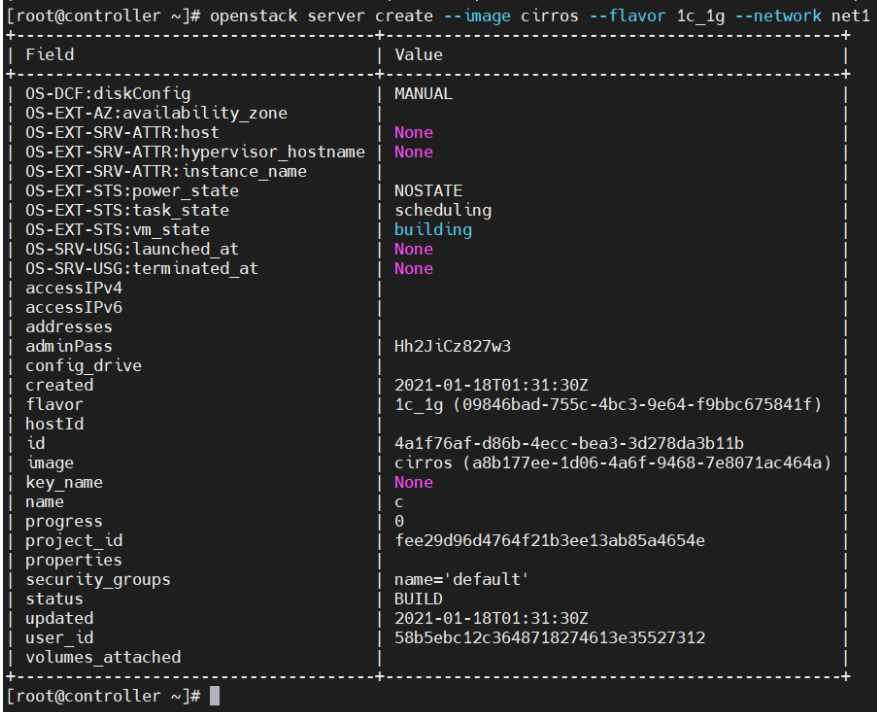 [root@controller ~]# openstack server create --image cirros --flavor 1c_1g --network net1
+-------------------------------------+-----------------------------------------------+
| Field                               | Value                                         |
+-------------------------------------+-----------------------------------------------+
| OS-DCF:diskConfig                   | MANUAL                                        |
| OS-EXT-AZ:availability_zone         |                                               |
| OS-EXT-SRV-ATTR:host                | None                                          |
| OS-EXT-SRV-ATTR:hypervisor_hostname | None                                          |
| OS-EXT-SRV-ATTR:instance_name       |                                               |
| OS-EXT-STS:power_state              | NOSTATE                                       |
| OS-EXT-STS:task_state               | scheduling                                    |
| OS-EXT-STS:vm_state                 | building                                      |
| OS-SRV-USG:launched_at              | None                                          |
| OS-SRV-USG:terminated_at            | None                                          |
| accessIPv4                          |                                               |
| accessIPv6                          |                                               |
| addresses                           |                                               |
| adminPass                           | Hh2JiCz827w3                                  |
| config_drive                        |                                               |
| created                             | 2021-01-18T01:31:30Z                          |
| flavor                              | 1c_1g (09846bad-755c-4bc3-9e64-f9bbc675841f)  |
| hostId                              |                                               |
| id                                  | 4a1f76af-d86b-4ecc-bea3-3d278da3b11b          |
| image                               | cirros (a8b177ee-1d06-4a6f-9468-7e8071ac464a) |
| key_name                            | None                                          |
| name                                | c                                             |
| progress                            | 0                                             |
| project_id                          | fee29d96d4764f21b3ee13ab85a4654e              |
| properties                          |                                               |
| security_groups                     | name='default'                                |
| status                              | BUILD                                         |
| updated                             | 2021-01-18T01:31:30Z                          |
| user_id                             | 58b5ebc12c3648718274613e35527312              |
| volumes_attached                    |                                               |
+-------------------------------------+-----------------------------------------------+
[root@controller ~]#